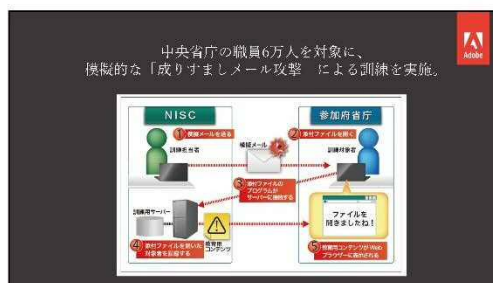 中央省庁の職員6万人を対象に、
模擬的な「成りすましメール攻撃 による訓練を実施。
Adobe
NISC
参加府省庁
①模擬メールを送る
模擬メール
②添付ファイルを開く
訓練担当者
訓練対象者
③添付ファイルの
プログラムが
サーバーに接続する
訓練用サーバー
ファイルを
開きましたね！
教育用
コンテンツ
④添付ファイルを開いた
対象者を記録する
⑤教育用コンテンツがWeb
ブラウザーに表示される